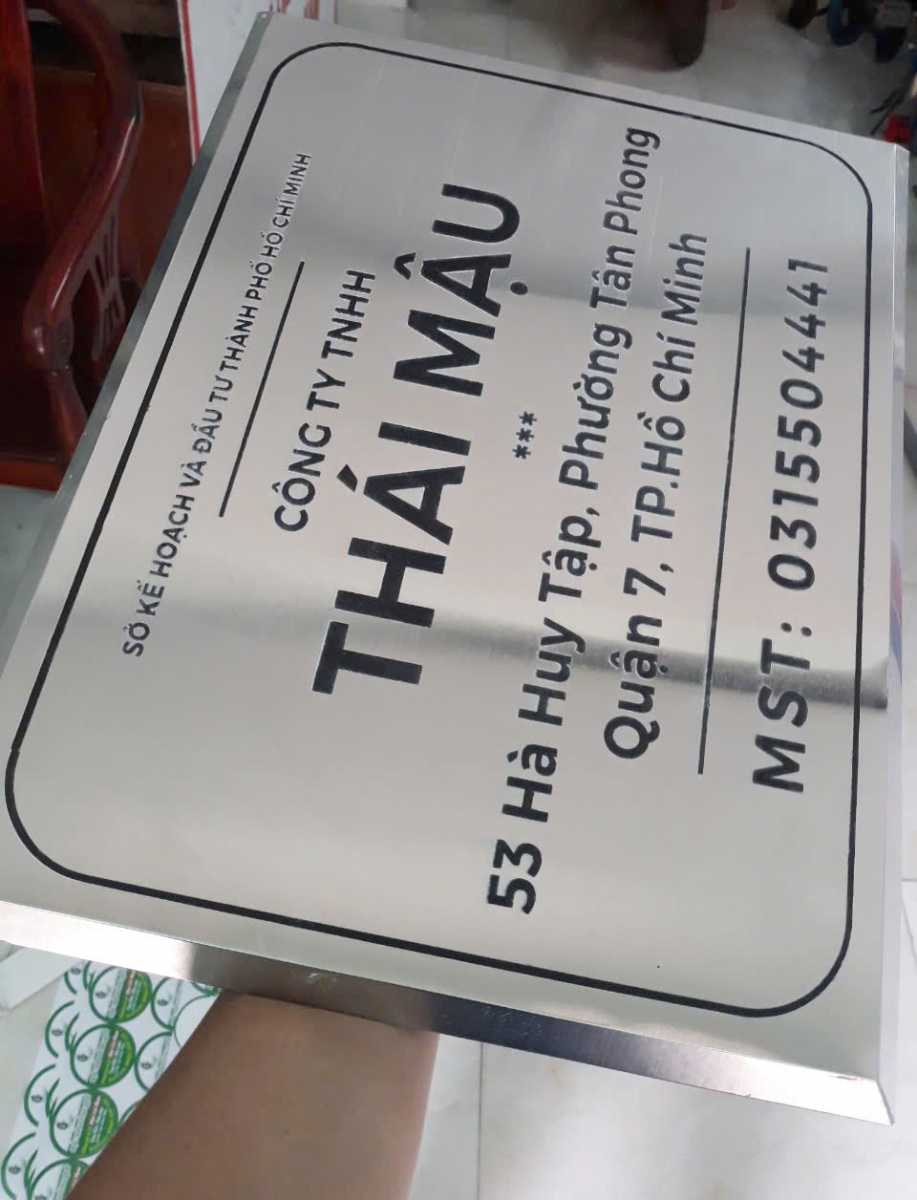 SỞ KẾ HOẠCH VÀ ĐẦU TƯ THÀNH PHỐ HỒ CHÍ MINH
CÔNG TY TNHH
THÁI MẬU
***
53 Hà Huy Tập, Phường Tân Phong
Quận 7, TP.Hồ Chí Minh
MST: 0315504441